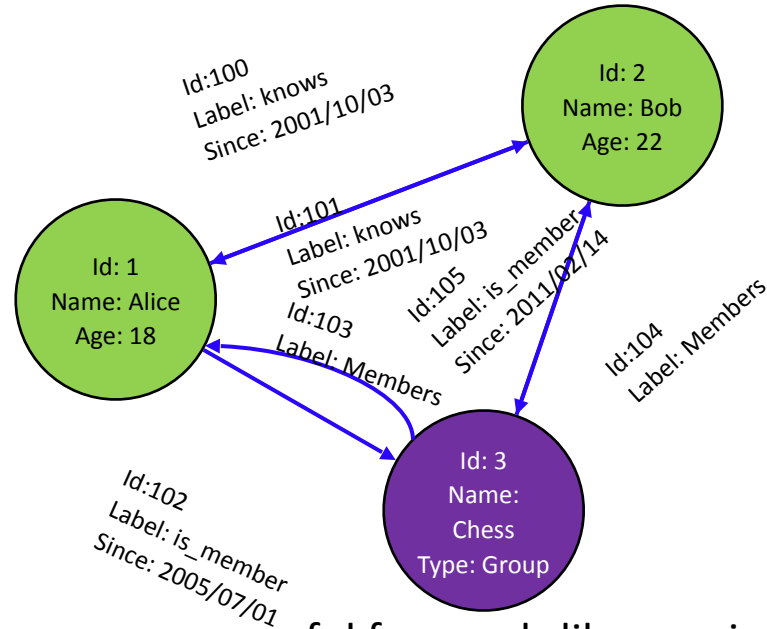 Id:100
Label: knows
Since: 2001/10/03
Id: 2
Name: Bob
Age: 22
Id:101
Label: knows
Since: 2001/10/03
Id: 1
Name: Alice
Age: 18
Id:105
Label: is_member
Since: 2011/02/14
Id:103
Label: Members
Id:104
Label: Members
Id: 3
Name:
Chess
Type: Group
Id:102
Label: is_member
Since: 2005/07/01